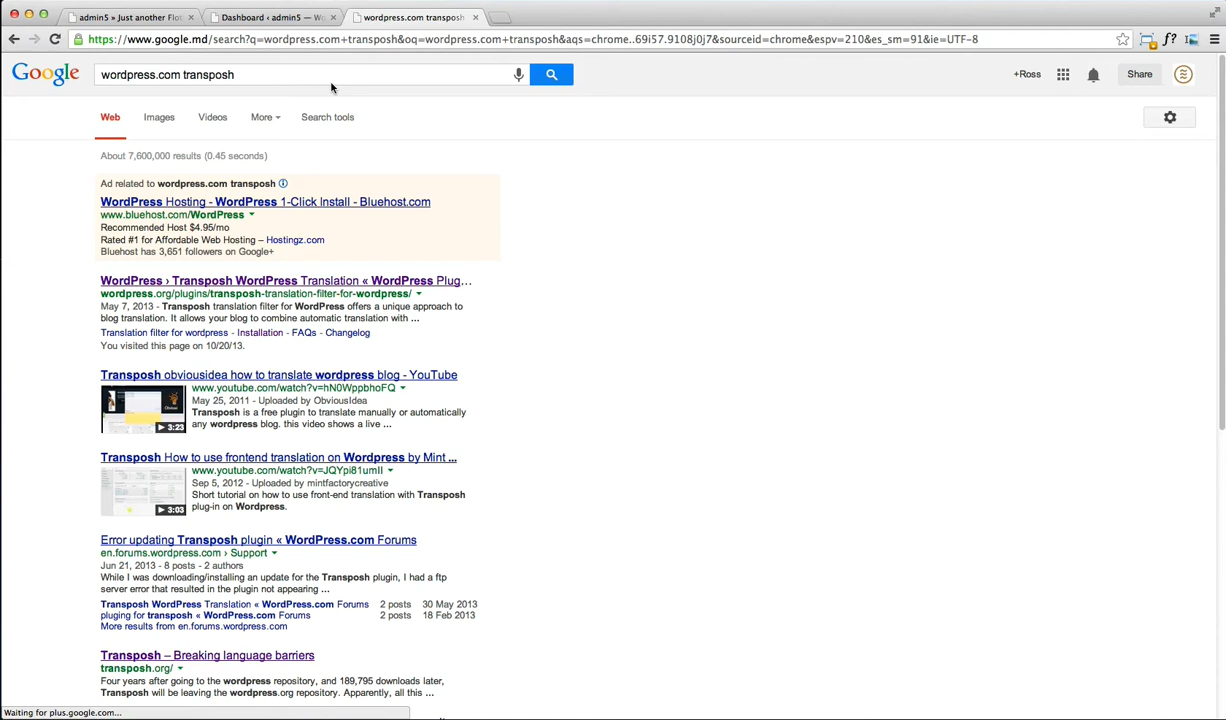 admin5 » Just another Flo
Dashboard ‹ admin5 — Wo
wordpress.com transposh
https://www.google.md/search?q=wordpress.com+transposh&oq=wordpress.com+transposh&aqs=chrome..69i57.9108j0j7&sourceid=chrome&espv=210&es_sm=91&ie=UTF-8
f?
Google
wordpress.com transposh
+Ross
Share
Web
Images
Videos
More
Search tools
About 7,600,000 results (0.45 seconds)
Ad related to wordpress.com transposh
WordPress Hosting - WordPress 1-Click Install - Bluehost.com
www.bluehost.com/WordPress
Recommended Host $4.95/mo
Rated #1 for Affordable Web Hosting – Hostingz.com
Bluehost has 3,651 followers on Google+
WordPress › Transposh WordPress Translation « WordPress Plug...
wordpress.org/plugins/transposh-translation-filter-for-wordpress/
May 7, 2013 - Transposh translation filter for WordPress offers a unique approach to
blog translation. It allows your blog to combine automatic translation with ...
Translation filter for wordpress - Installation - FAQs - Changelog
You visited this page on 10/20/13.
Transposh obviousidea how to translate wordpress blog - YouTube
www.youtube.com/watch?v=hN0WppbhoFQ
May 25, 2011 - Uploaded by ObviousIdea
Transposh is a free plugin to translate manually or automatically
any wordpress blog. this video shows a live ...
3:23
Transposh How to use frontend translation on Wordpress by Mint ...
www.youtube.com/watch?v=JQYpi81umlI
Sep 5, 2012 - Uploaded by mintfactorycreative
Short tutorial on how to use front-end translation with Transposh
plug-in on Wordpress.
3:03
Error updating Transposh plugin « WordPress.com Forums
en.forums.wordpress.com › Support
Jun 21, 2013 - 8 posts - 2 authors
While I was downloading/installing an update for the Transposh plugin, I had a ftp
server error that resulted in the plugin not appearing ...
Transposh WordPress Translation « WordPress.com Forums 2 posts 30 May 2013
pluging for transposh « WordPress.com Forums 2 posts 18 Feb 2013
More results from en.forums.wordpress.com
Transposh – Breaking language barriers
transposh.org/
Four years after going to the wordpress repository, and 189,795 downloads later,
Transposh will be leaving the wordpress.org repository. Apparently, all this ...
Waiting for plus.google.com...